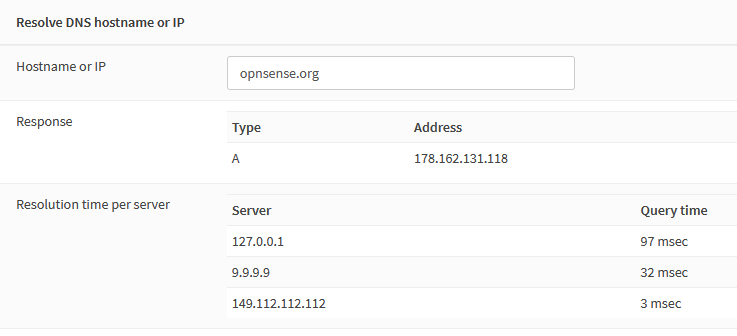 Resolve DNS hostname or IP
Hostname or IP opnsense.org
Response Type Address
A 178.162.131.118
Resolution time per server Server Query time
127.0.0.1 97 msec
9.9.9.9 32 msec
149.112.112.112 3 msec